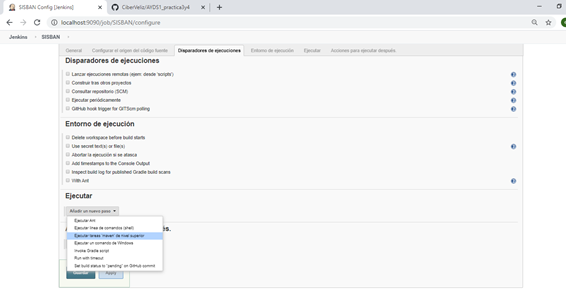 SISBAN Config [Jenkins]
CiberVeliz/AYDS1_practica3y4
localhost:9090/job/SISBAN/configure
Jenkins
SISBAN
General
Configurar el origen del código fuente
Disparadores de ejecuciones
Entorno de ejecución
Ejecutar
Acciones para ejecutar después.
Disparadores de ejecuciones
Lanzar ejecuciones remotas (ejem: desde 'scripts')
Construir tras otros proyectos
Consultar repositorio (SCM)
Ejecutar periódicamente
GitHub hook trigger for GITScm polling
Entorno de ejecución
Delete workspace before build starts
Use secret text(s) or file(s)
Abortar la ejecución si se atasca
Add timestamps to the Console Output
Inspect build log for published Gradle build scans
With Ant
Ejecutar
Añadir un nuevo paso
Ejecutar Ant
Ejecutar linea de comandos (shell)
Ejecutar tareas 'maven' de nivel superior
Ejecutar un comando de Windows
Invoke Gradle script
Run with timeout
Set build status to "pending" on GitHub commit
Guardar
Apply